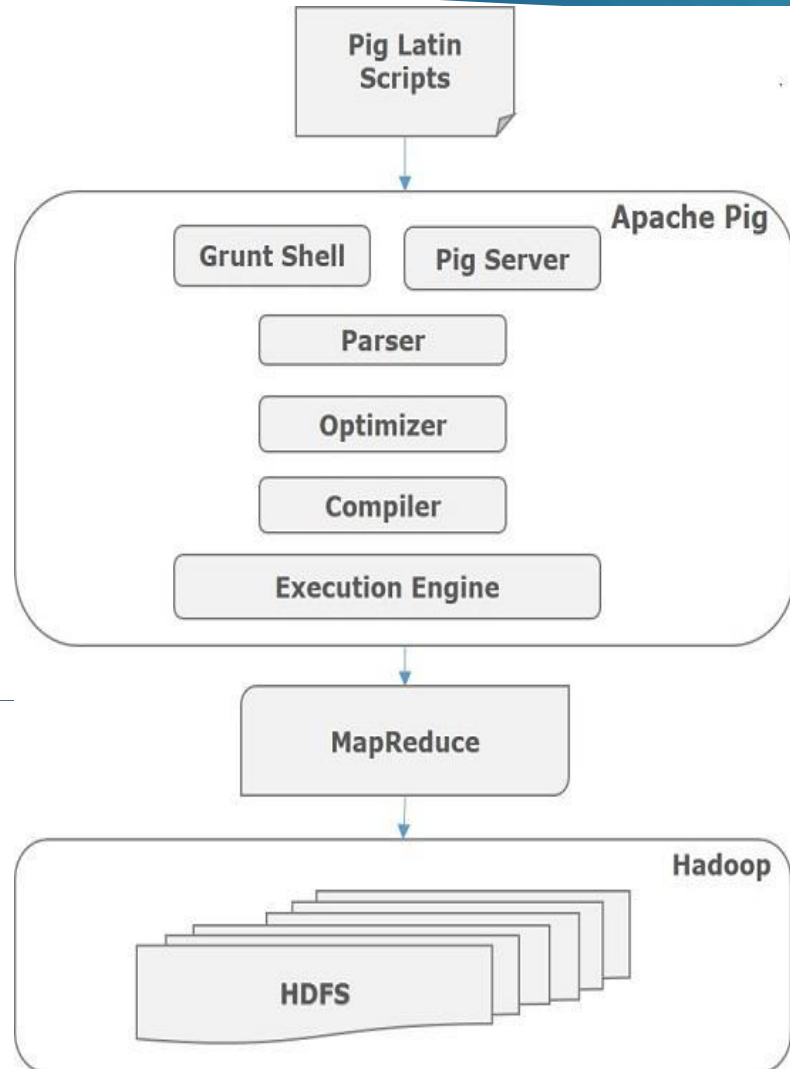 Pig Latin
Scripts
Apache Pig
Grunt Shell
Pig Server
Parser
Optimizer
Compiler
Execution Engine
MapReduce
Hadoop
HDFS